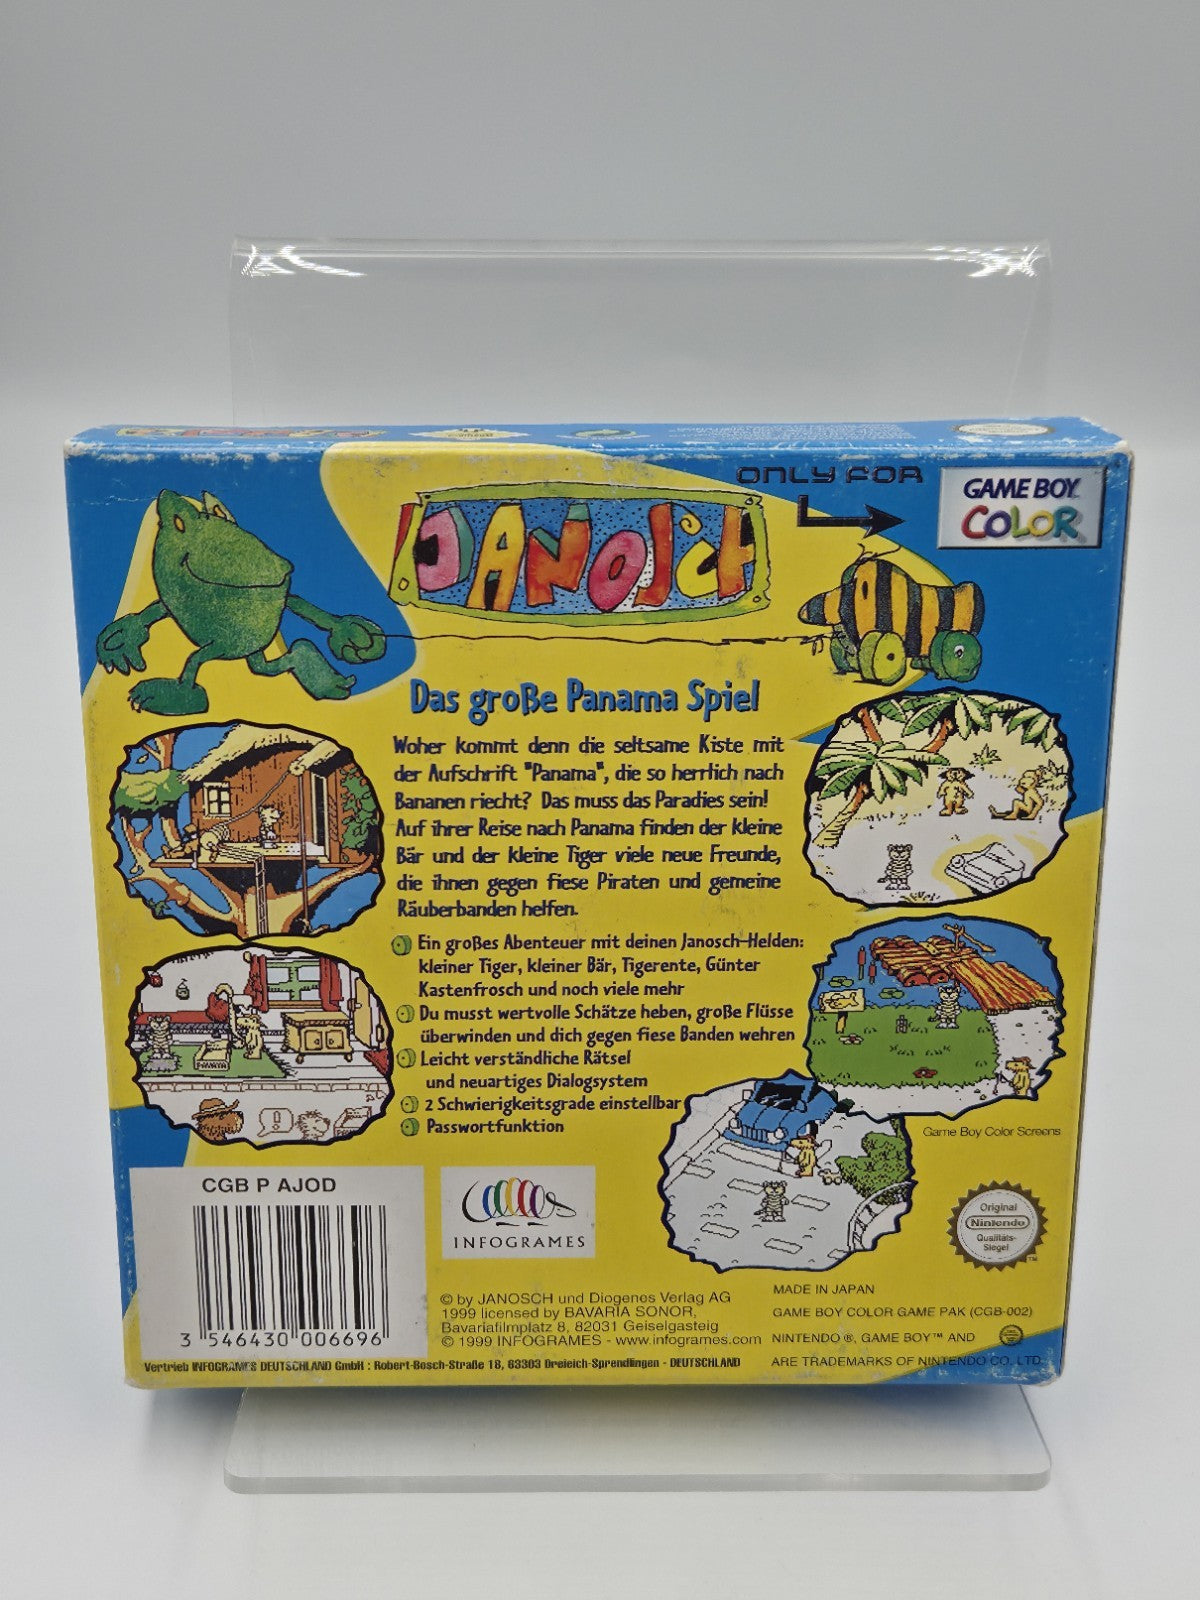 ONLY FOR
GAME BOY
COLOR
JANOSCH
Das große Panama Spiel
Woher kommt denn die seltsame Kiste mit
der Aufschrift "Panama", die so herrlich nach
Bananen riecht? Das muss das Paradies sein!
Auf ihrer Reise nach Panama finden der kleine
Bär und der kleine Tiger viele neue Freunde,
die ihnen gegen fiese Piraten und gemeine
Räuberbanden helfen.
Ein großes Abenteuer mit deinen Janosch-Helden:
kleiner Tiger, kleiner Bär, Tigerente, Günter
Kastenfrosch und noch viele mehr
Du musst wertvolle Schätze heben, große Flüsse
überwinden und dich gegen fiese Banden wehren
Leicht verständliche Rätsel
und neuartiges Dialogsystem
2 Schwierigkeitsgrade einstellbar
Passwortfunktion
Game Boy Color Screens
CGB P AJOD
3 546430 006696
INFOGRAMES
Original
Nintendo
Qualitäts-
Siegel
TM
© by JANOSCH und Diogenes Verlag AG
1999 licensed by BAVARIA SONOR,
Bavariafilmplatz 8, 82031 Geiselgasteig
© 1999 INFOGRAMES - www.infogrames.com
MADE IN JAPAN
GAME BOY COLOR GAME PAK (CGB-002)
NINTENDO ®, GAME BOY™ AND
ARE TRADEMARKS OF NINTENDO CO. LTD.
Vertrieb INFOGRAMES DEUTSCHLAND GmbH : Robert-Bosch-Straße 18, 63303 Dreieich-Sprendlingen - DEUTSCHLAND